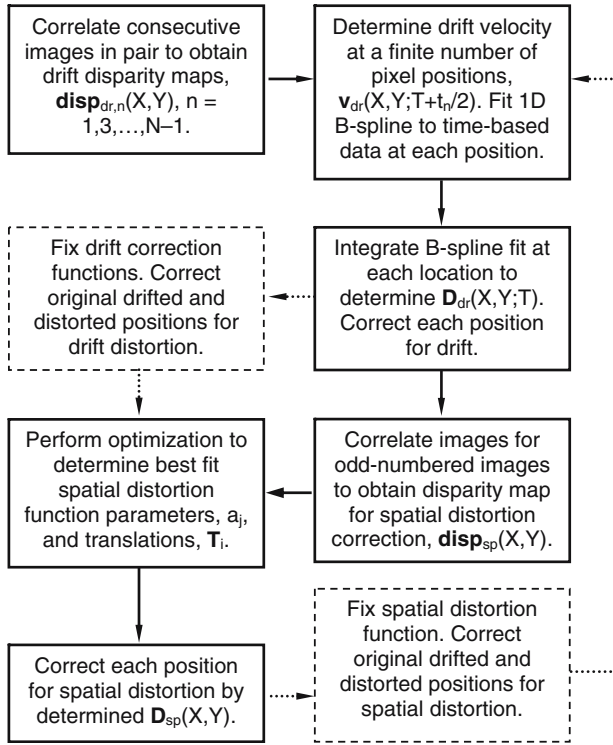 Correlate consecutive
images in pair to obtain
drift disparity maps,
disp_dr,n(X,Y), n =
1,3,…,N–1.
Determine drift velocity
at a finite number of
pixel positions,
v_dr(X,Y;T+t_n/2). Fit 1D
B-spline to time-based
data at each position.
Fix drift correction
functions. Correct
original drifted and
distorted positions for
drift distortion.
Integrate B-spline fit at
each location to
determine D_dr(X,Y;T).
Correct each position
for drift.
Perform optimization to
determine best fit
spatial distortion
function parameters, a_j,
and translations, T_i.
Correlate images for
odd-numbered images
to obtain disparity map
for spatial distortion
correction, disp_sp(X,Y).
Correct each position
for spatial distortion by
determined D_sp(X,Y).
Fix spatial distortion
function. Correct
original drifted and
distorted positions for
spatial distortion.